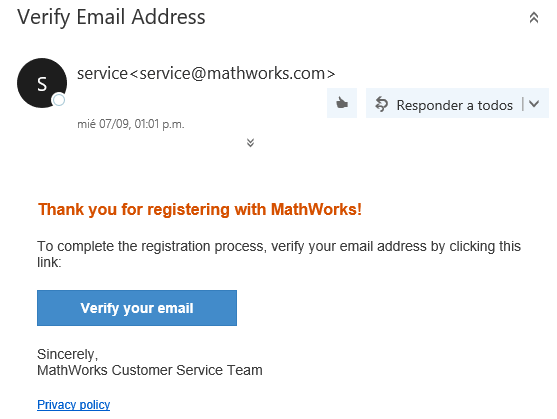 Verify Email Address
S
service<service@mathworks.com>
Responder a todos
mié 07/09, 01:01 p.m.
Thank you for registering with MathWorks!
To complete the registration process, verify your email address by clicking this
link:
Verify your email
Sincerely,
MathWorks Customer Service Team
Privacy policy